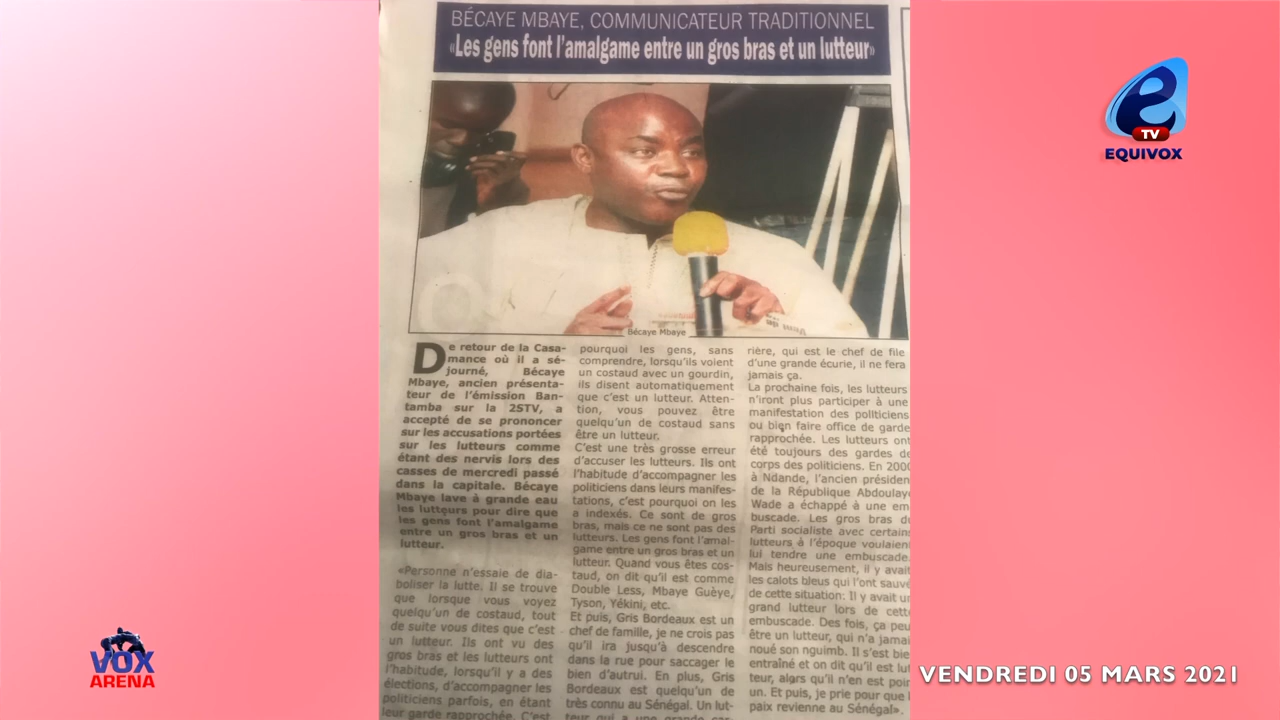 BÉCAYE MBAYE, COMMUNICATEUR TRADITIONNEL
«Les gens font l'amalgame entre un gros bras et un lutteur»
Bécaye Mbaye
De retour de la Casa-
mance où il a sé-
journé, Bécaye
Mbaye, ancien présenta-
teur de l'émission Ban-
tamba sur la 2STV, a
accepté de se prononcer
sur les accusations portées
sur les lutteurs comme
étant des nervis lors des
casses de mercredi passé
dans la capitale. Bécaye
Mbaye lave à grande eau
les lutteurs pour dire que
les gens font l'amalgame
entre un gros bras et un
lutteur.
«Personne n'essaie de dia-
boliser la lutte. Il se trouve
que lorsque vous voyez
quelqu'un de costaud, tout
de suite vous dites que c'est
un lutteur. Ils ont vu des
gros bras et les lutteurs ont
l'habitude, lorsqu'il y a des
élections, d'accompagner les
politiciens parfois, en étant
leur garde rapprochée. C'est
pourquoi les gens, sans
comprendre, lorsqu'ils voient
un costaud avec un gourdin,
ils disent automatiquement
que c'est un lutteur. Atten-
tion, vous pouvez être
quelqu'un de costaud sans
être un lutteur.
C'est une très grosse erreur
d'accuser les lutteurs. Ils ont
l'habitude d'accompagner les
politiciens dans leurs manifes-
tations, c'est pourquoi on les
a indexés. Ce sont de gros
bras, mais ce ne sont pas des
lutteurs. Les gens font l'amal-
game entre un gros bras et un
lutteur. Quand vous êtes cos-
taud, on dit qu'il est comme
Double Less, Mbaye Guèye,
Tyson, Yékini, etc.
Et puis, Gris Bordeaux est un
chef de famille, je ne crois pas
qu'il ira jusqu'à descendre
dans la rue pour saccager le
bien d'autrui. En plus, Gris
Bordeaux est quelqu'un de
très connu au Sénégal. Un lut-
teur qui a une grande car-
rière, qui est le chef de file
d'une grande écurie, il ne fera
jamais ça.
La prochaine fois, les lutteurs
n'iront plus participer à une
manifestation des politiciens
ou bien faire office de garde
rapprochée. Les lutteurs ont
été toujours des gardes de
corps des politiciens. En 2000
à Ndande, l'ancien présiden
de la République Abdoulaye
Wade a échappé à une em
buscade. Les gros bras du
Parti socialiste avec certain
lutteurs à l'époque voulaien
lui tendre une embuscade.
Mais heureusement, il y avait
les calots bleus qui l'ont sauvé
de cette situation. Il y avait un
grand lutteur lors de cette
embuscade. Des fois, ça peu
être un lutteur, qui n'a jamai
noué son nguimb. Il s'est bie
entraîné et on dit qu'il est lut
teur, alors qu'il n'en est poin
un. Et puis, je prie pour que l
paix revienne au Sénégal».
e
TV
EQUIVOX
VOX
ARENA
VENDREDI 05 MARS 2021